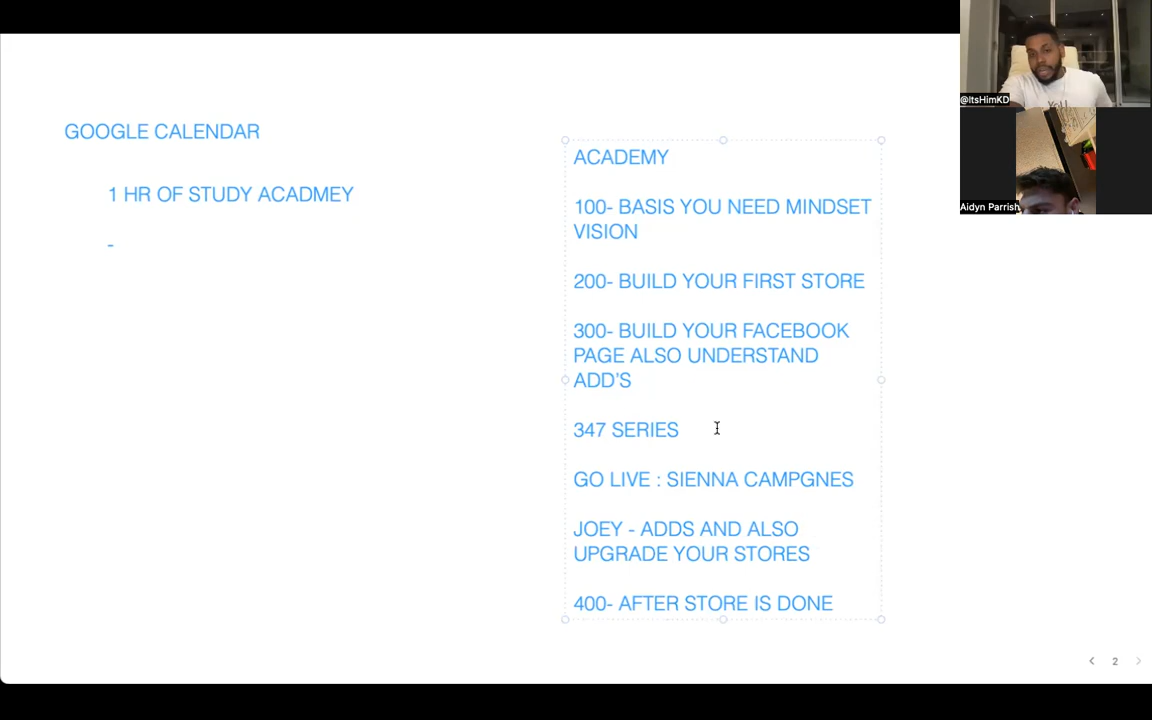 GOOGLE CALENDAR
1 HR OF STUDY ACADMEY
-
ACADEMY
100- BASIS YOU NEED MINDSET
VISION
200- BUILD YOUR FIRST STORE
300- BUILD YOUR FACEBOOK
PAGE ALSO UNDERSTAND
ADD'S
347 SERIES
GO LIVE : SIENNA CAMPGNES
JOEY - ADDS AND ALSO
UPGRADE YOUR STORES
400- AFTER STORE IS DONE
@ItsHimKD
Aidyn Parrish
2